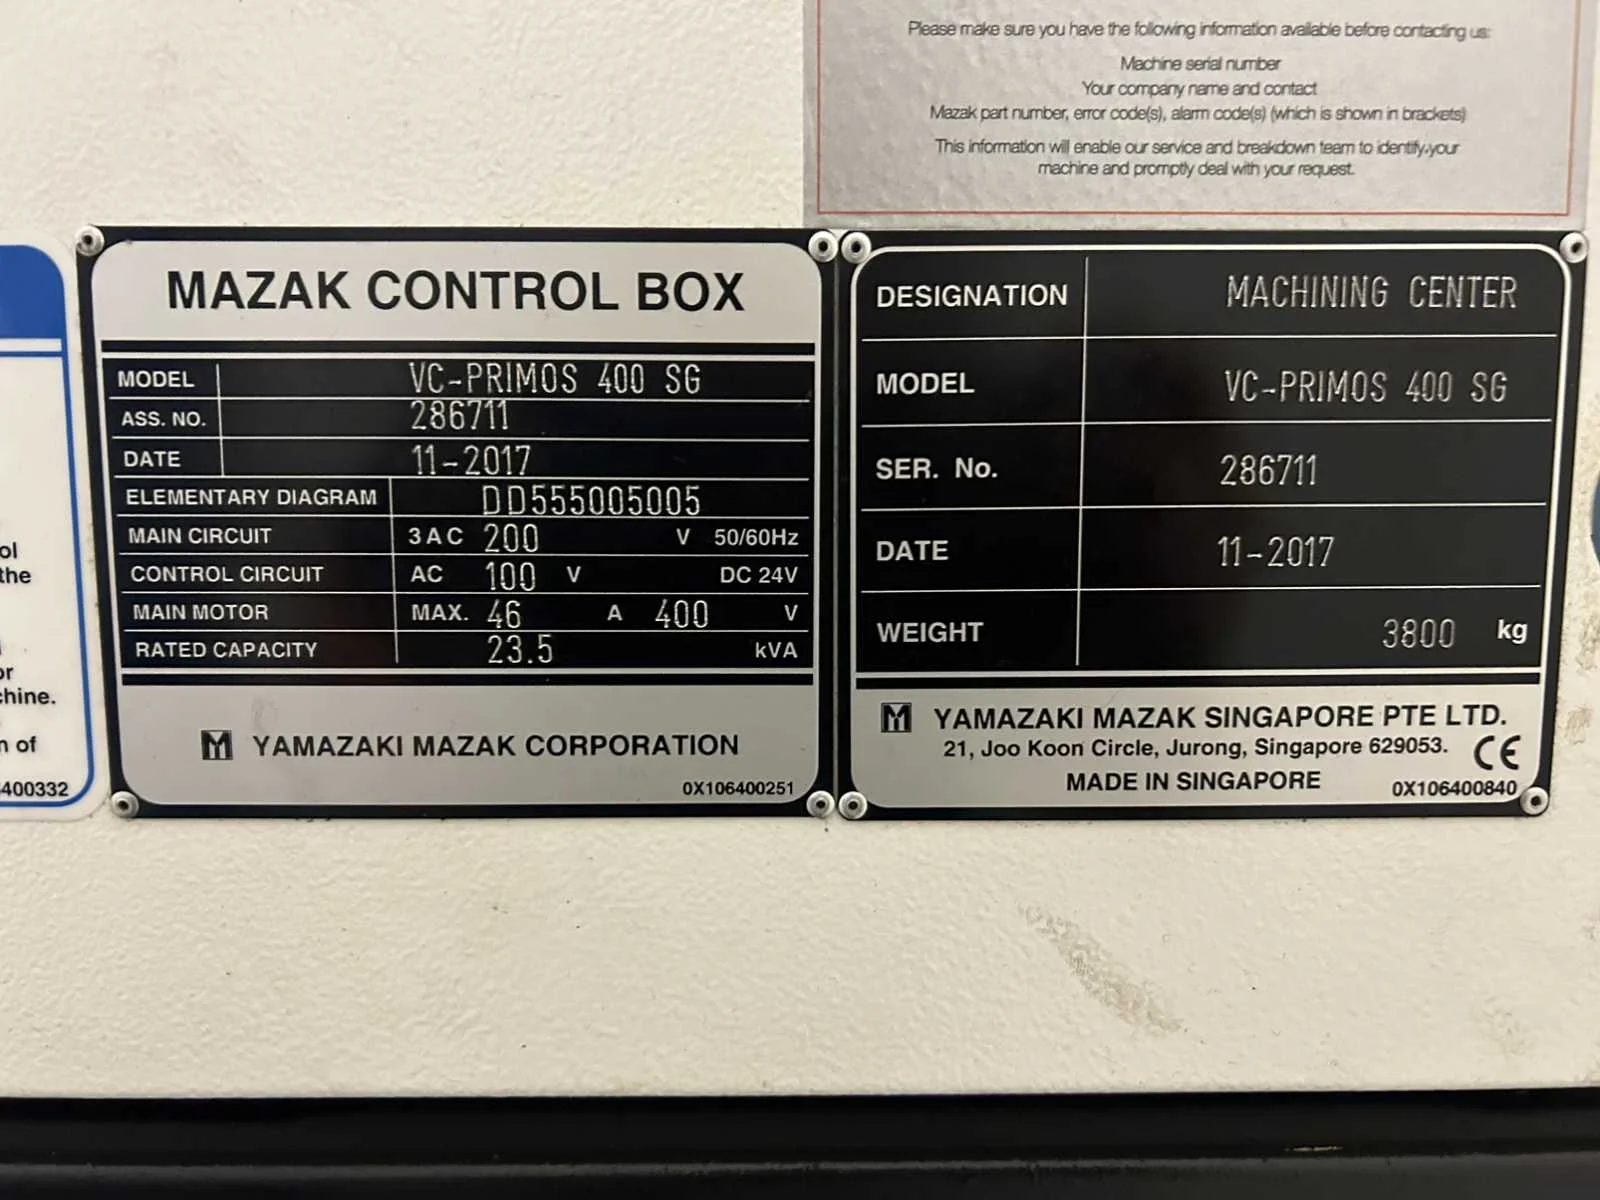 Please make sure you have the following information available before contacting us:
Machine serial number
Your company name and contact
Mazak part number, error code(s), alarm code(s) (which is shown in brackets)
This information will enable our service and breakdown team to identify your
machine and promptly deal with your request.
ol
the
or
chine.
n of
400332
MAZAK CONTROL BOX
MODEL VC-PRIMOS 400 SG
ASS. NO. 286711
DATE 11-2017
ELEMENTARY DIAGRAM DD555005005
MAIN CIRCUIT 3 AC 200 V 50/60Hz
CONTROL CIRCUIT AC 100 V DC 24V
MAIN MOTOR MAX. 46 A 400 V
RATED CAPACITY 23.5 kVA
YAMAZAKI MAZAK CORPORATION
0X106400251
DESIGNATION MACHINING CENTER
MODEL VC-PRIMOS 400 SG
SER. No. 286711
DATE 11-2017
WEIGHT 3800 kg
YAMAZAKI MAZAK SINGAPORE PTE LTD.
21, Joo Koon Circle, Jurong, Singapore 629053.
CE
MADE IN SINGAPORE
0X106400840